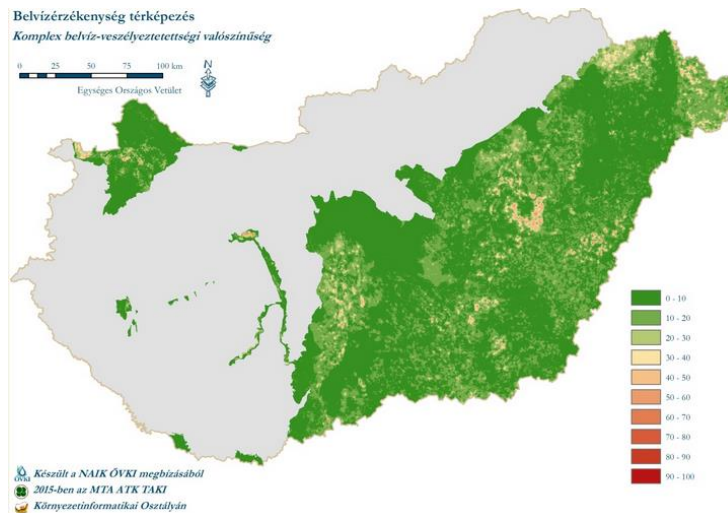 Belvízérzékenység térképezés
Komplex belvíz-veszélyeztetettségi valószínűség
0 25 50 75 100 km
N
Egységes Országos Vetület
0 - 10
10 - 20
20 - 30
30 - 40
40 - 50
50 - 60
60 - 70
70 - 80
80 - 90
90 - 100
Készült a NAIK ÖVKI megbízásából
ÖVKI
2015-ben az MTA ATK TAKI
Környezetinformatikai Osztályán